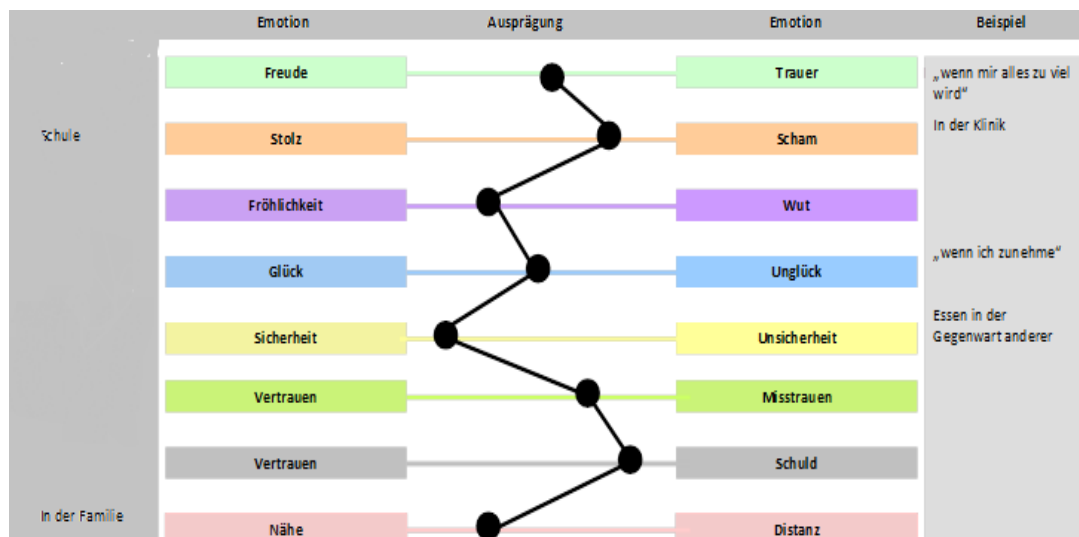 Emotion Ausprägung Emotion Beispiel
Freude Trauer „wenn mir alles zu viel
wird“
Schule Stolz Scham In der Klinik
Fröhlichkeit Wut
Glück Unglück „wenn ich zunehme“
Sicherheit Unsicherheit Essen in der
Gegenwart anderer
Vertrauen Misstrauen
Vertrauen Schuld
In der Familie Nähe Distanz